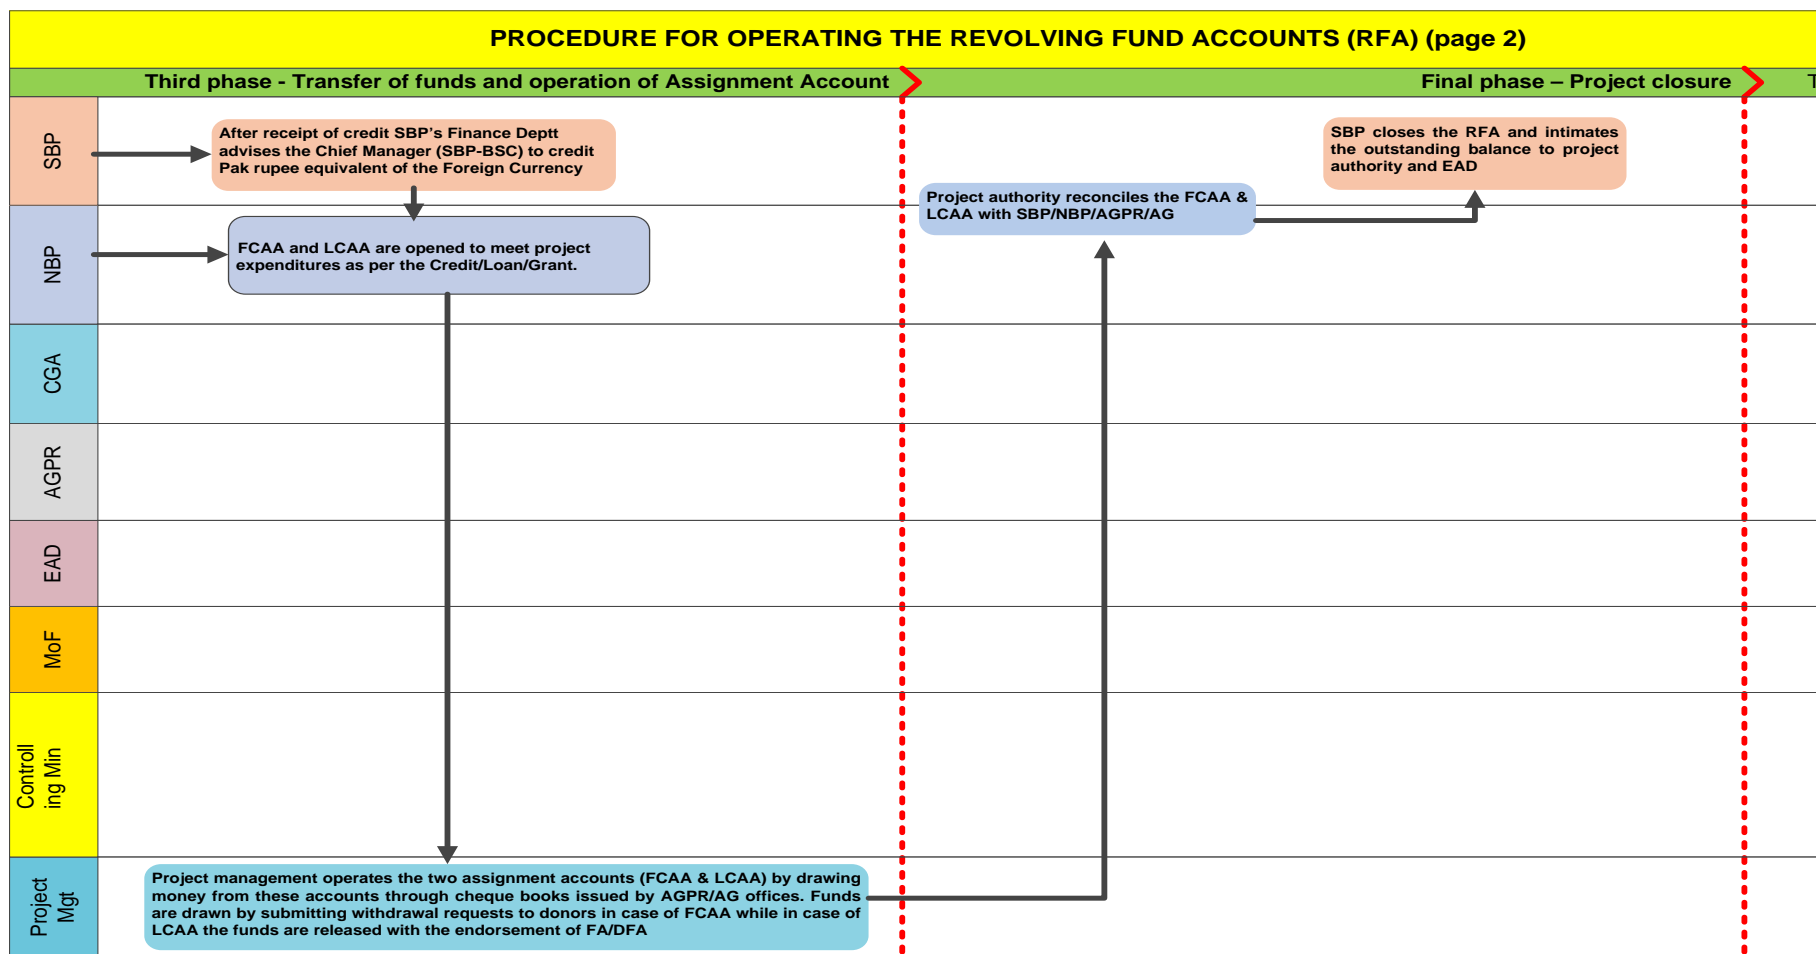 PROCEDURE FOR OPERATING THE REVOLVING FUND ACCOUNTS (RFA) (page 2)
Third phase - Transfer of funds and operation of Assignment Account
Final phase – Project closure
T
SBP
After receipt of credit SBP's Finance Deptt
advises the Chief Manager (SBP-BSC) to credit
Pak rupee equivalent of the Foreign Currency
SBP closes the RFA and intimates
the outstanding balance to project
authority and EAD
Project authority reconciles the FCAA &
LCAA with SBP/NBP/AGPR/AG
NBP
FCAA and LCAA are opened to meet project
expenditures as per the Credit/Loan/Grant.
CGA
AGPR
EAD
MoF
Controll
ing Min
Project
Mgt
Project management operates the two assignment accounts (FCAA & LCAA) by drawing
money from these accounts through cheque books issued by AGPR/AG offices. Funds
are drawn by submitting withdrawal requests to donors in case of FCAA while in case of
LCAA the funds are released with the endorsement of FA/DFA